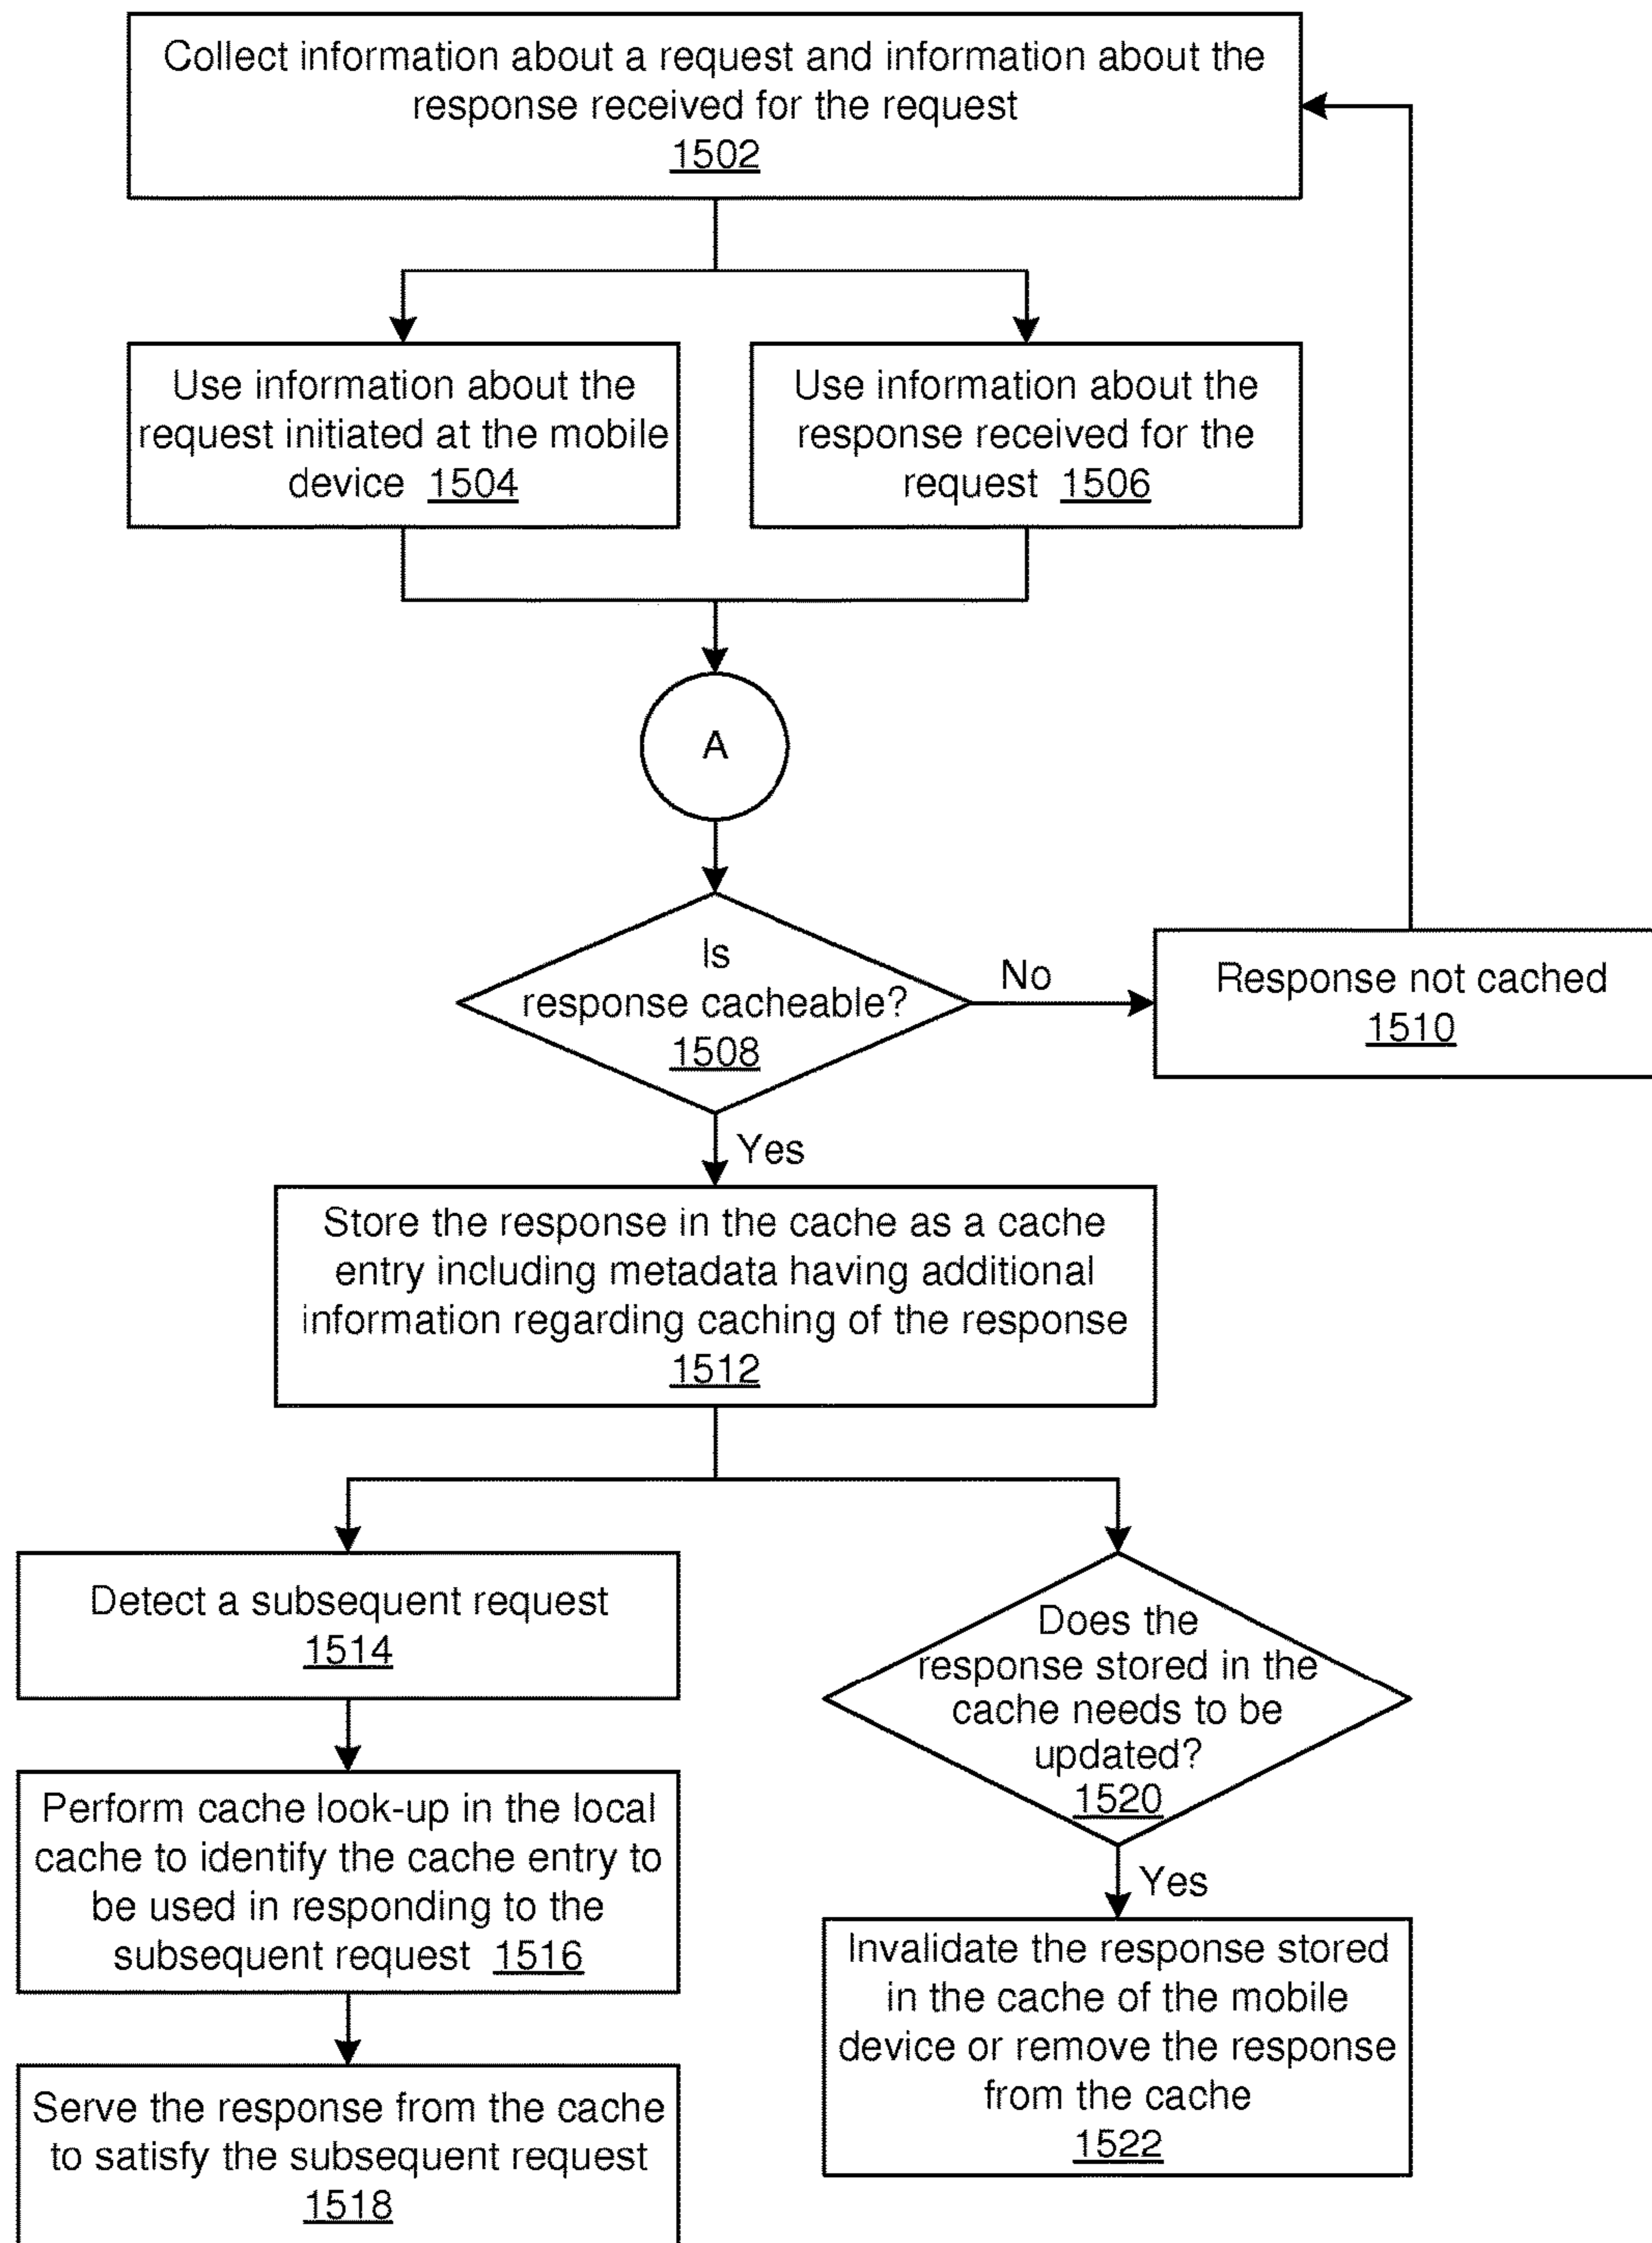 Collect information about a request and information about the
response received for the request
1502
Use information about the
request initiated at the mobile
device 1504
Use information about the
response received for the
request 1506
A
Is
response cacheable?
1508
No
Response not cached
1510
Yes
Store the response in the cache as a cache
entry including metadata having additional
information regarding caching of the response
1512
Detect a subsequent request
1514
Perform cache look-up in the local
cache to identify the cache entry to
be used in responding to the
subsequent request 1516
Serve the response from the cache
to satisfy the subsequent request
1518
Does the
response stored in the
cache needs to be
updated?
1520
Yes
Invalidate the response stored
in the cache of the mobile
device or remove the response
from the cache
1522